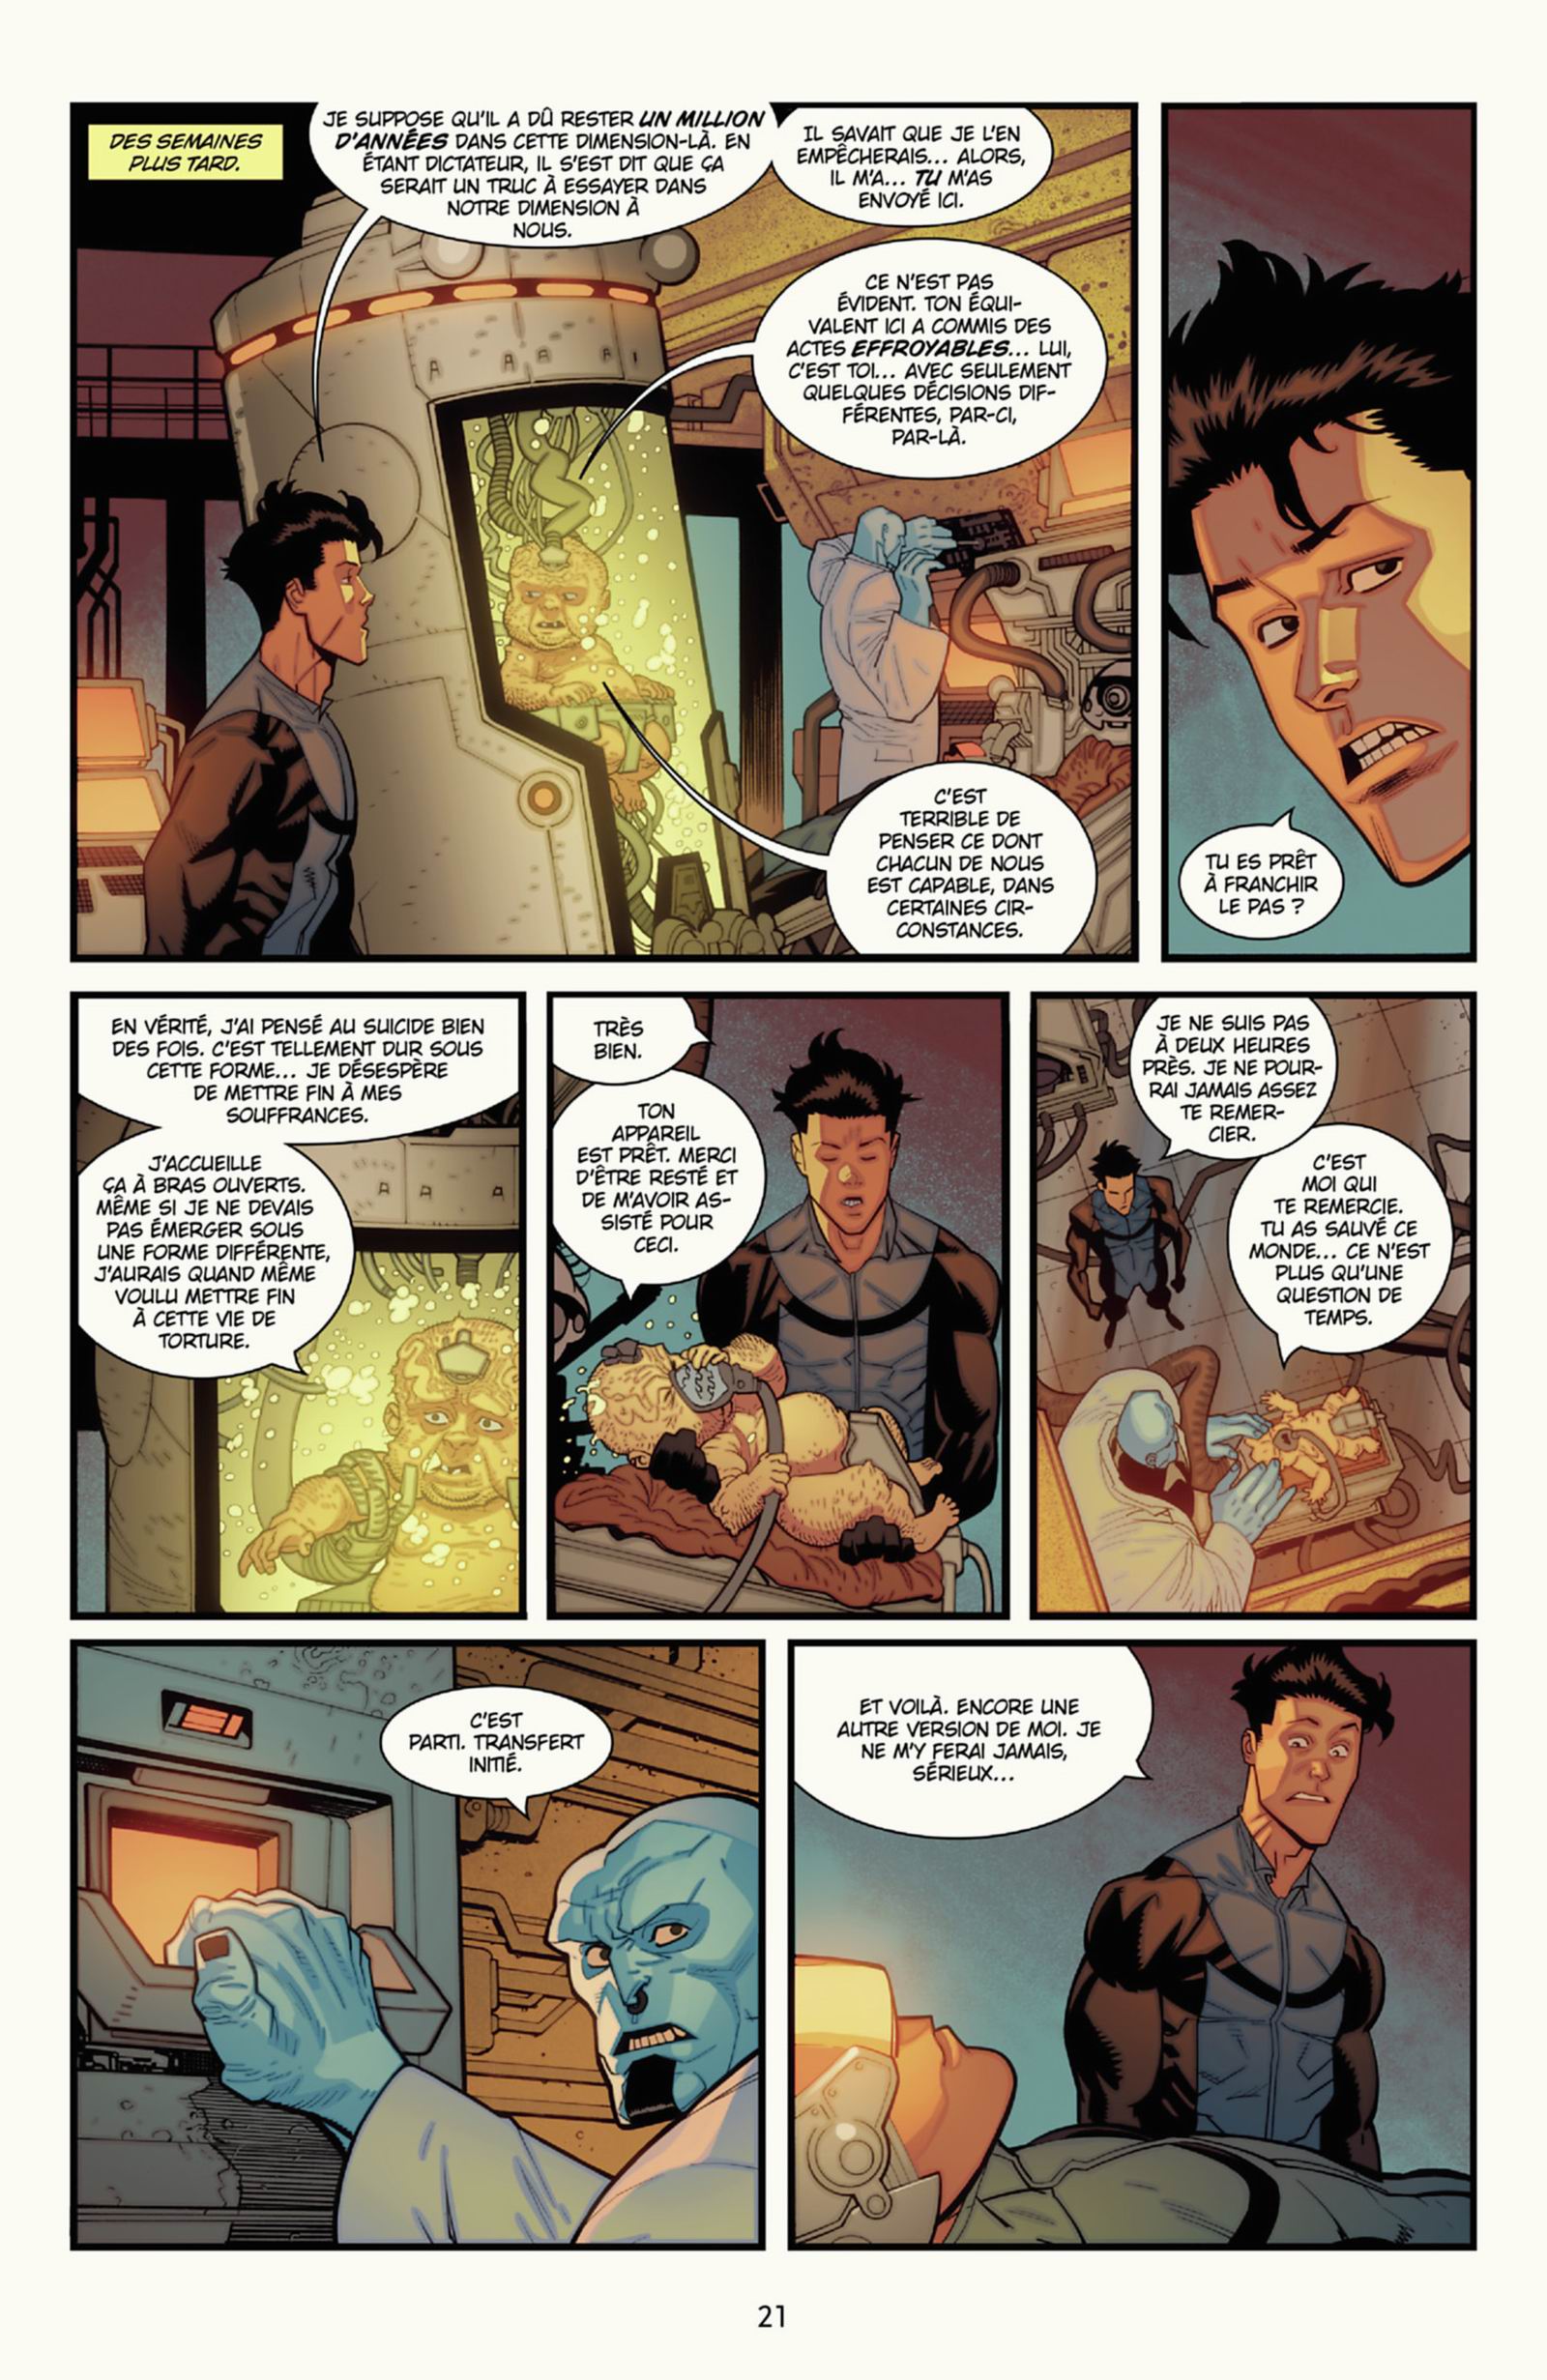 DES SEMAINES
PLUS TARD.
JE SUPPOSE QU'IL A DÛ RESTER UN MILLION
D'ANNÉES DANS CETTE DIMENSION-LÀ. EN
ÉTANT DICTATEUR, IL S'EST DIT QUE ÇA
SERAIT UN TRUC À ESSAYER DANS
NOTRE DIMENSION À
NOUS.
IL SAVAIT QUE JE L'EN
EMPÊCHERAIS... ALORS,
IL M'A... TU M'AS
ENVOYÉ ICI.
CE N'EST PAS
ÉVIDENT. TON ÉQUI-
VALENT ICI A COMMIS DES
ACTES EFFROYABLES... LUI,
C'EST TOI... AVEC SEULEMENT
QUELQUES DÉCISIONS DIF-
FÉRENTES, PAR-CI,
PAR-LÀ.
C'EST
TERRIBLE DE
PENSER CE DONT
CHACUN DE NOUS
EST CAPABLE, DANS
CERTAINES CIR-
CONSTANCES.
TU ES PRÊT
À FRANCHIR
LE PAS ?
EN VÉRITÉ, J'AI PENSÉ AU SUICIDE BIEN
DES FOIS. C'EST TELLEMENT DUR SOUS
CETTE FORME... JE DÉSESPÈRE
DE METTRE FIN À MES
SOUFFRANCES.
J'ACCUEILLE
ÇA À BRAS OUVERTS.
MÊME SI JE NE DEVAIS
PAS ÉMERGER SOUS
UNE FORME DIFFÉRENTE,
J'AURAIS QUAND MÊME
VOULU METTRE FIN
À CETTE VIE DE
TORTURE.
TRÈS
BIEN.
TON
APPAREIL
EST PRÊT. MERCI
D'ÊTRE RESTÉ ET
DE M'AVOIR AS-
SISTÉ POUR
CECI.
JE NE SUIS PAS
À DEUX HEURES
PRÈS. JE NE POUR-
RAI JAMAIS ASSEZ
TE REMER-
CIER.
C'EST
MOI QUI
TE REMERCIE.
TU AS SAUVÉ CE
MONDE... CE N'EST
PLUS QU'UNE
QUESTION DE
TEMPS.
C'EST
PARTI. TRANSFERT
INITIÉ.
ET VOILÀ. ENCORE UNE
AUTRE VERSION DE MOI. JE
NE M'Y FERAI JAMAIS,
SÉRIEUX...
21